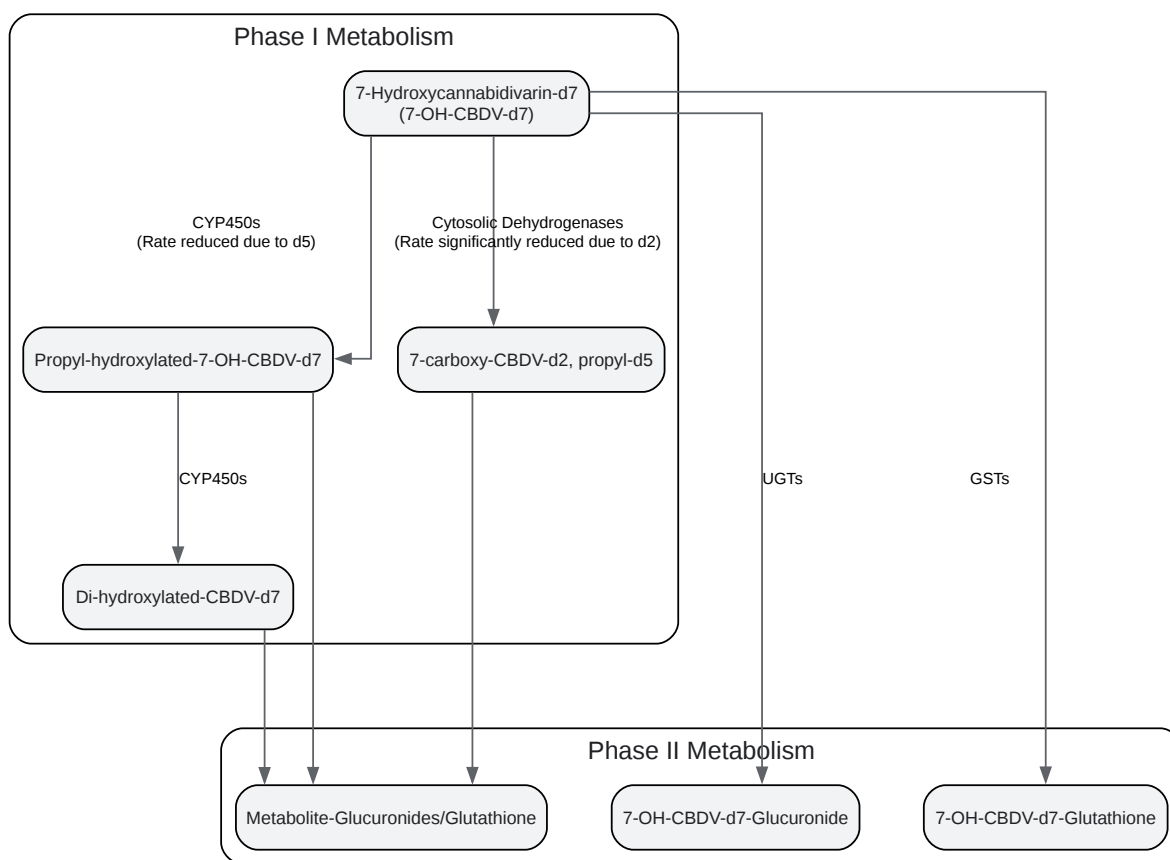 Phase I Metabolism
7-Hydroxycannabidivarin-d7
(7-OH-CBDV-d7)
CYP450s
(Rate reduced due to d5)
Cytosolic Dehydrogenases
(Rate significantly reduced due to d2)
Propyl-hydroxylated-7-OH-CBDV-d7
7-carboxy-CBDV-d2, propyl-d5
CYP450s
UGTs
GSTs
Di-hydroxylated-CBDV-d7
Phase II Metabolism
Metabolite-Glucuronides/Glutathione
7-OH-CBDV-d7-Glucuronide
7-OH-CBDV-d7-Glutathione